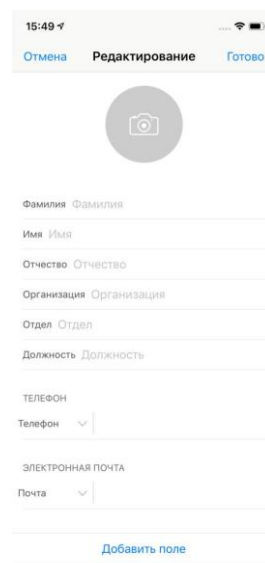 15:49
Отмена Редактирование Готово
Фамилия Фамилия
Имя Имя
Отчество Отчество
Организация Организация
Отдел Отдел
Должность Должность
ТЕЛЕФОН
Телефон
ЭЛЕКТРОННАЯ ПОЧТА
Почта
Добавить поле